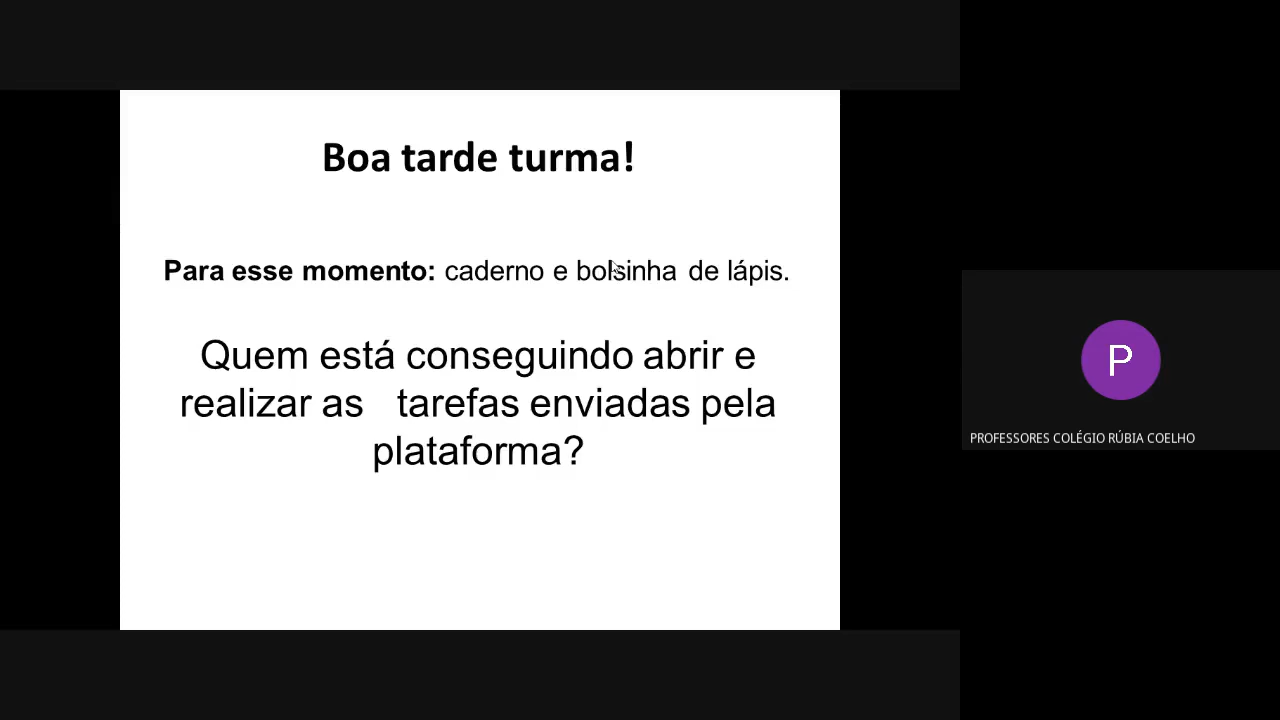 Boa tarde turma!
Para esse momento: caderno e bolsinha de lápis.
Quem está conseguindo abrir e
realizar as tarefas enviadas pela
plataforma?
P
PROFESSORES COLÉGIO RÚBIA COELHO